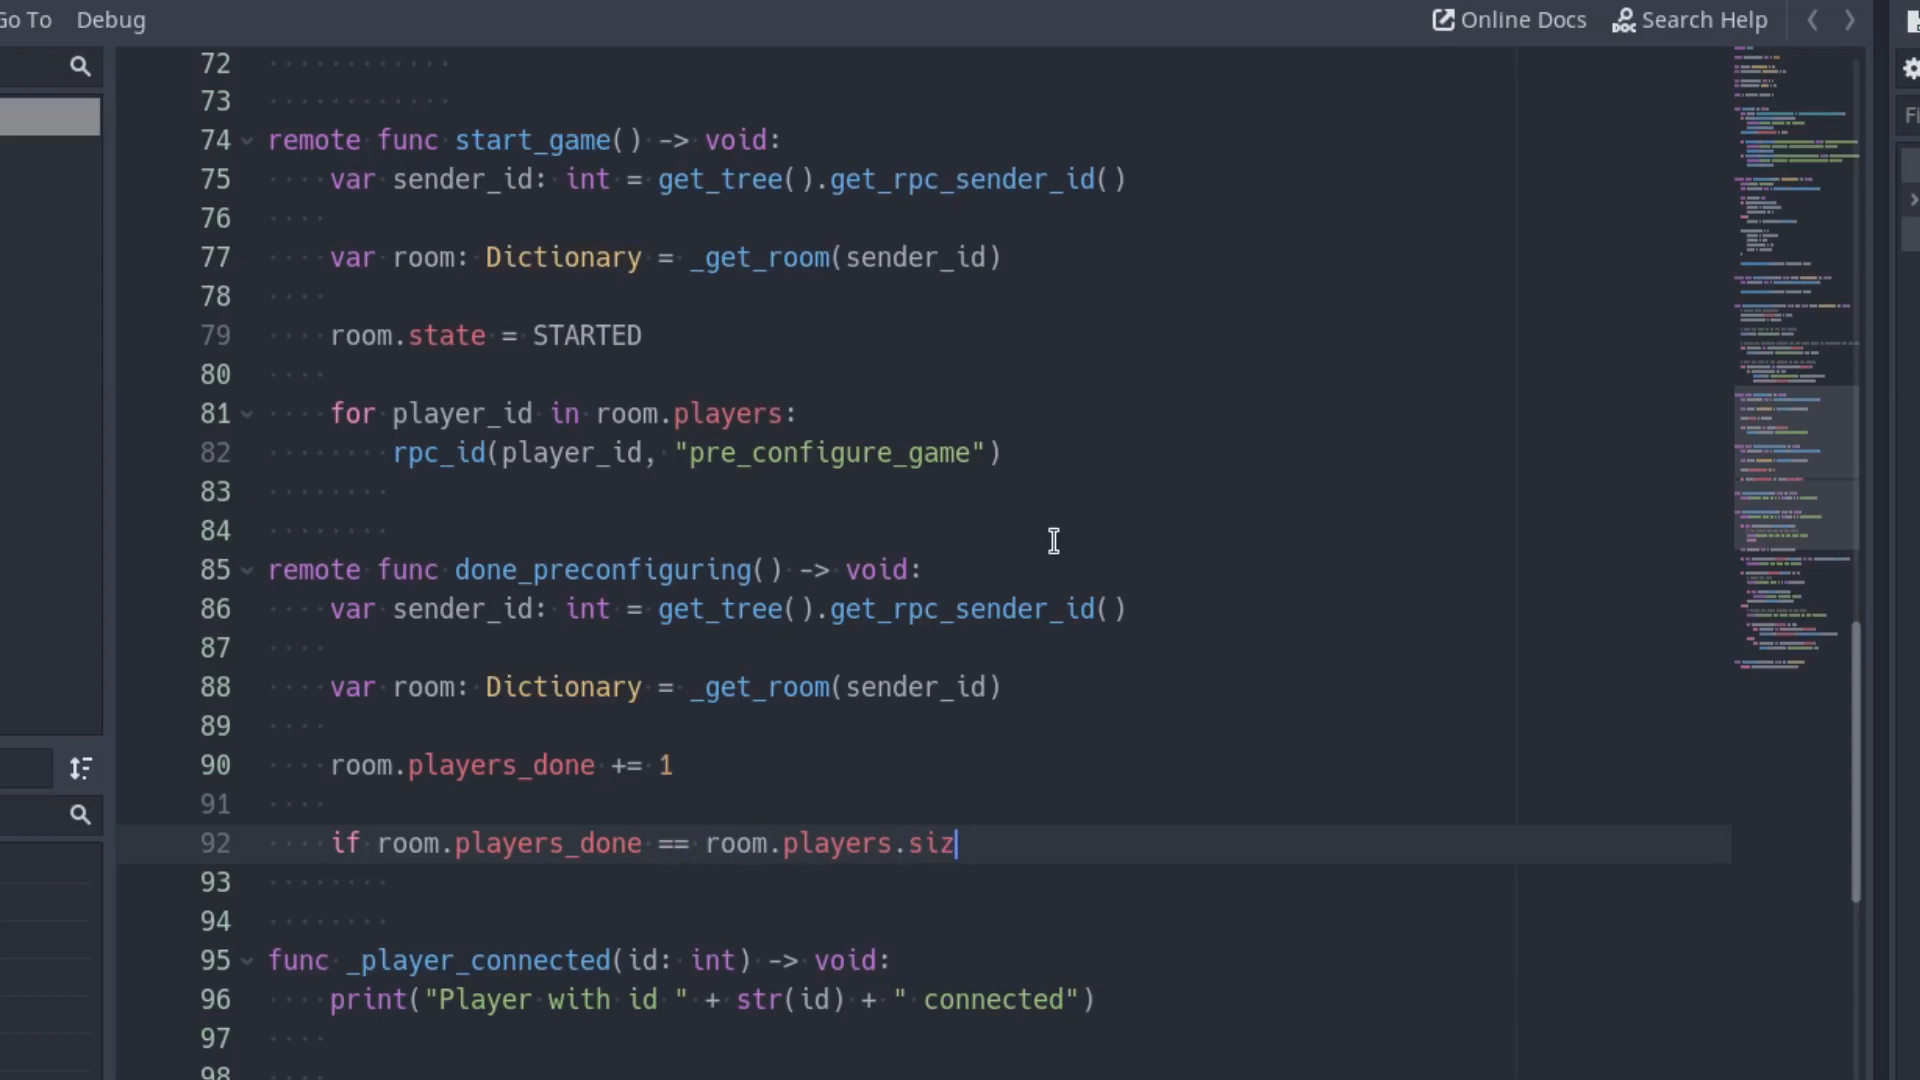 Go To Debug Online Docs Search Help
72
73
74 remote func start_game() -> void:
75 var sender_id: int = get_tree().get_rpc_sender_id()
76
77 var room: Dictionary = _get_room(sender_id)
78
79 room.state = STARTED
80
81 for player_id in room.players:
82 rpc_id(player_id, "pre_configure_game")
83
84
85 remote func done_preconfiguring() -> void:
86 var sender_id: int = get_tree().get_rpc_sender_id()
87
88 var room: Dictionary = _get_room(sender_id)
89
90 room.players_done += 1
91
92 if room.players_done == room.players.siz
93
94
95 func _player_connected(id: int) -> void:
96 print("Player with id " + str(id) + " connected")
97
98